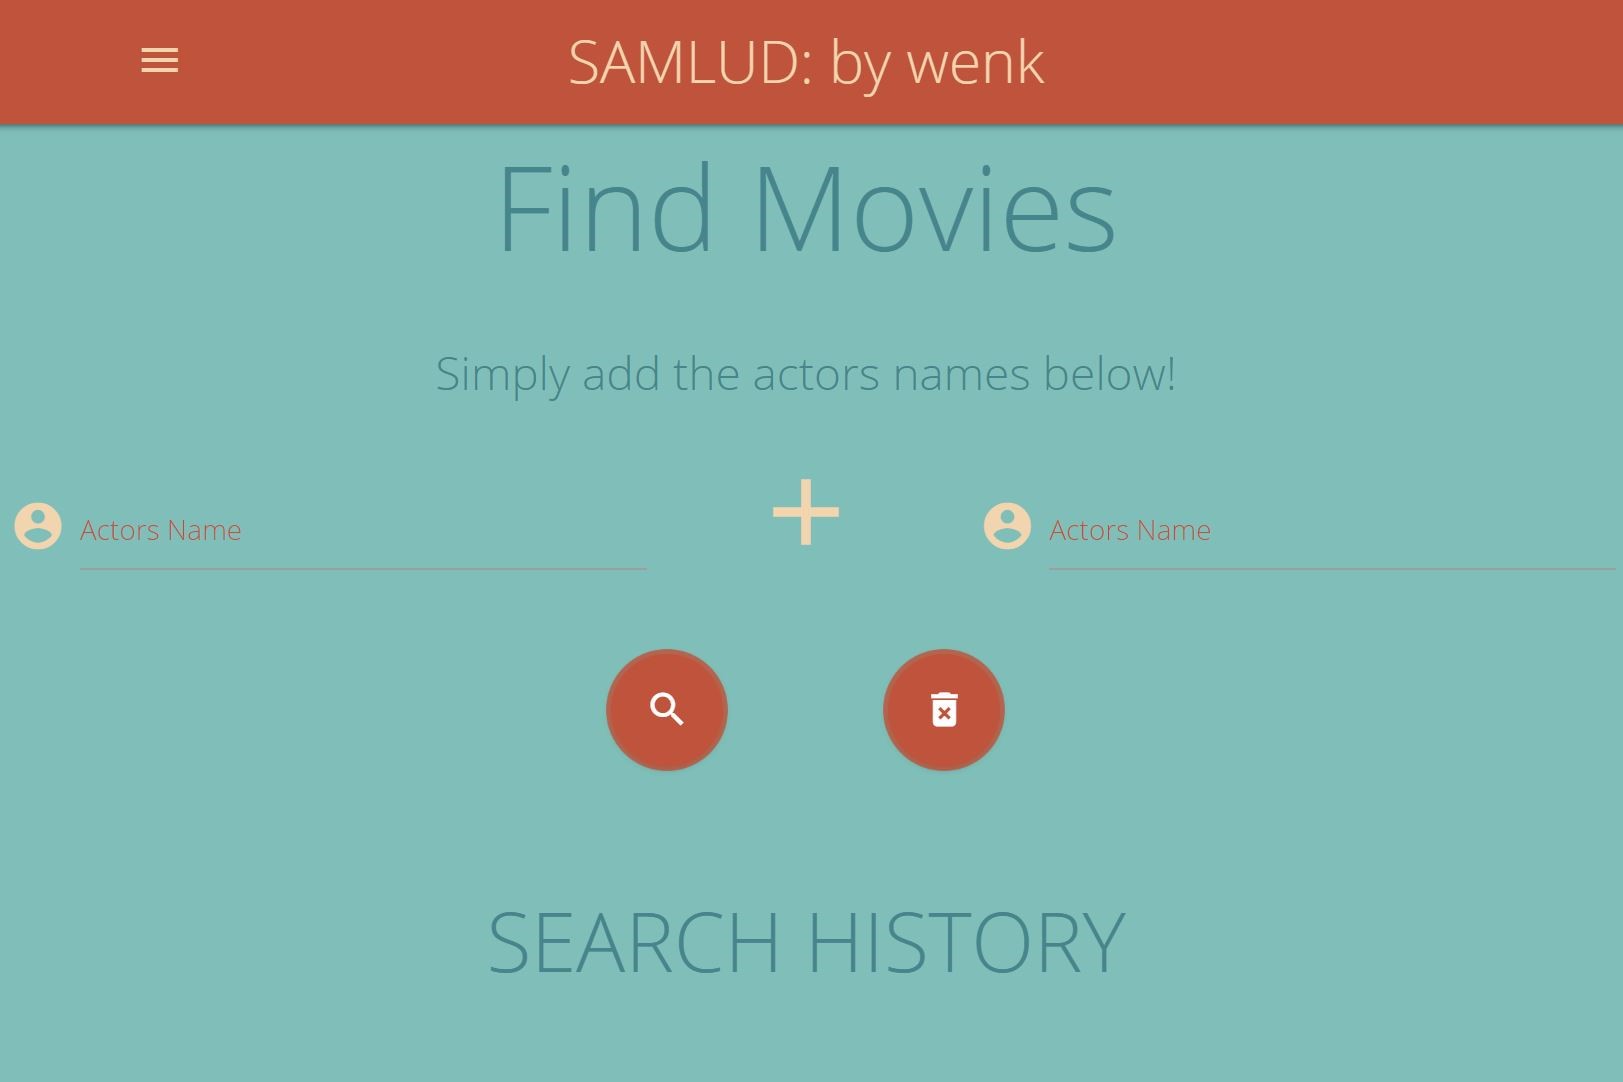 SAMLUD: by wenk
Find Movies
Simply add the actors names below!
Actors Name
Actors Name
SEARCH HISTORY